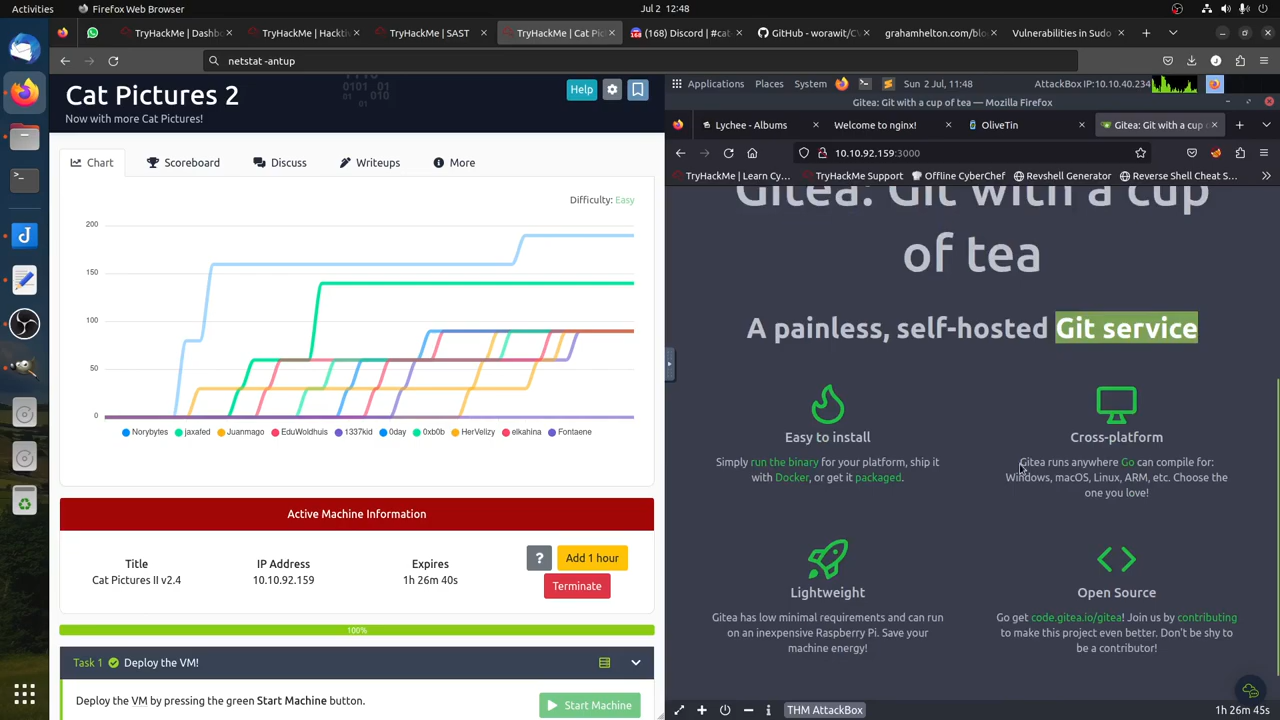 Activities
Firefox Web Browser
Jul 2 12:48
TryHackMe | Dashb
TryHackMe | Hackti
TryHackMe | SAST
TryHackMe | Cat Pic
(168) Discord | #cat
GitHub - worawit/CV
grahamhelton.com/blo
Vulnerabilities in Sudo
netstat -antup
Cat Pictures 2
Now with more Cat Pictures!
Help
Chart
Scoreboard
Discuss
Writeups
More
Difficulty: Easy
200
150
100
50
0
Norybytes
jaxafed
Juanmago
EduWoldhuis
1337kid
0day
0xb0b
HerVelizy
elkahina
Fontaene
Active Machine Information
Title
IP Address
Expires
Cat Pictures II v2.4
10.10.92.159
1h 26m 40s
?
Add 1 hour
Terminate
100%
Task 1
Deploy the VM!
Deploy the VM by pressing the green Start Machine button.
Start Machine
Applications
Places
System
Sun 2 Jul, 11:48
AttackBox IP:10.10.40.234
Gitea: Git with a cup of tea — Mozilla Firefox
Lychee - Albums
Welcome to nginx!
OliveTin
Gitea: Git with a cup
10.10.92.159:3000
TryHackMe | Learn Cy…
TryHackMe Support
Offline CyberChef
Revshell Generator
Reverse Shell Cheat S…
Gitea: Git with a cup
of tea
A painless, self-hosted Git service
Easy to install
Simply run the binary for your platform, ship it
with Docker, or get it packaged.
Cross-platform
Gitea runs anywhere Go can compile for:
Windows, macOS, Linux, ARM, etc. Choose the
one you love!
Lightweight
Gitea has low minimal requirements and can run
on an inexpensive Raspberry Pi. Save your
machine energy!
Open Source
Go get code.gitea.io/gitea! Join us by contributing
to make this project even better. Don't be shy to
be a contributor!
THM AttackBox
1h 26m 45s